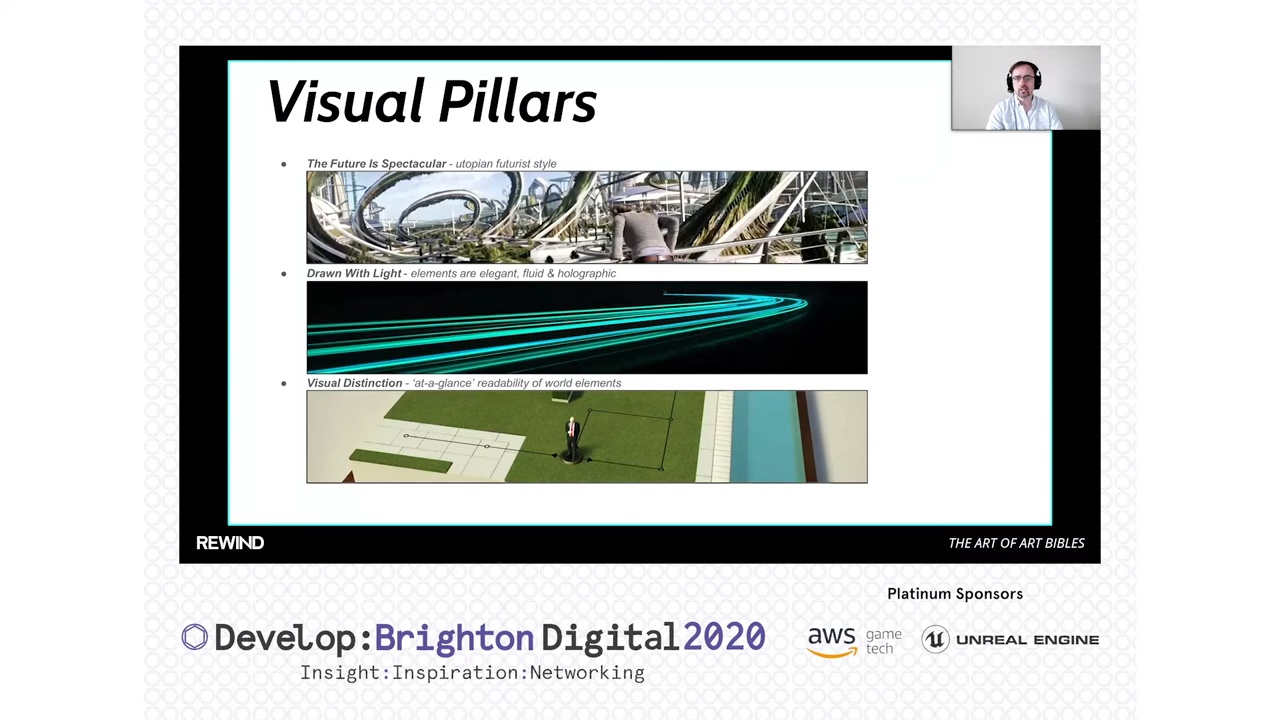 Visual Pillars
• The Future Is Spectacular - utopian futurist style
• Drawn With Light - elements are elegant, fluid & holographic
• Visual Distinction - ‘at-a-glance’ readability of world elements
REWIND
THE ART OF ART BIBLES
Platinum Sponsors
Develop:Brighton Digital 2020
Insight:Inspiration:Networking
aws game tech
UNREAL ENGINE